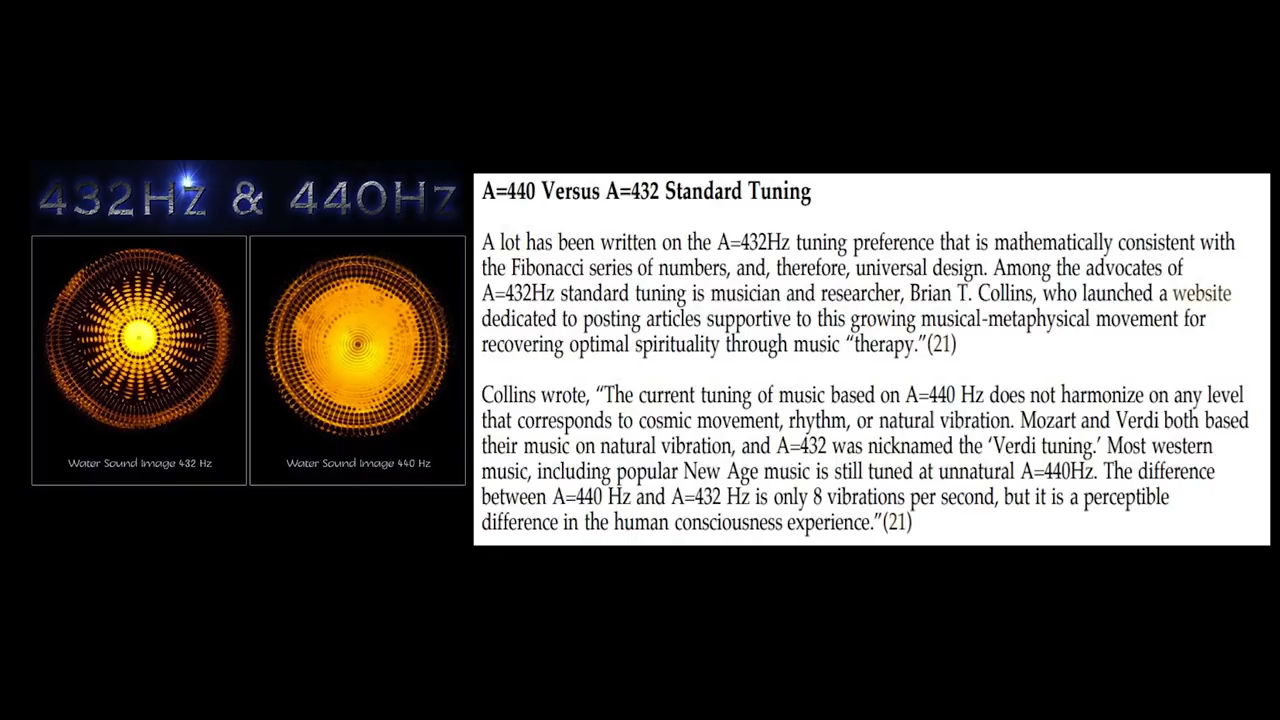 432Hz & 440Hz
Water Sound Image 432 Hz
Water Sound Image 440 Hz
A=440 Versus A=432 Standard Tuning
A lot has been written on the A=432Hz tuning preference that is mathematically consistent with
the Fibonacci series of numbers, and, therefore, universal design. Among the advocates of
A=432Hz standard tuning is musician and researcher, Brian T. Collins, who launched a website
dedicated to posting articles supportive to this growing musical-metaphysical movement for
recovering optimal spirituality through music “therapy.”(21)
Collins wrote, “The current tuning of music based on A=440 Hz does not harmonize on any level
that corresponds to cosmic movement, rhythm, or natural vibration. Mozart and Verdi both based
their music on natural vibration, and A=432 was nicknamed the ‘Verdi tuning.’ Most western
music, including popular New Age music is still tuned at unnatural A=440Hz. The difference
between A=440 Hz and A=432 Hz is only 8 vibrations per second, but it is a perceptible
difference in the human consciousness experience.”(21)